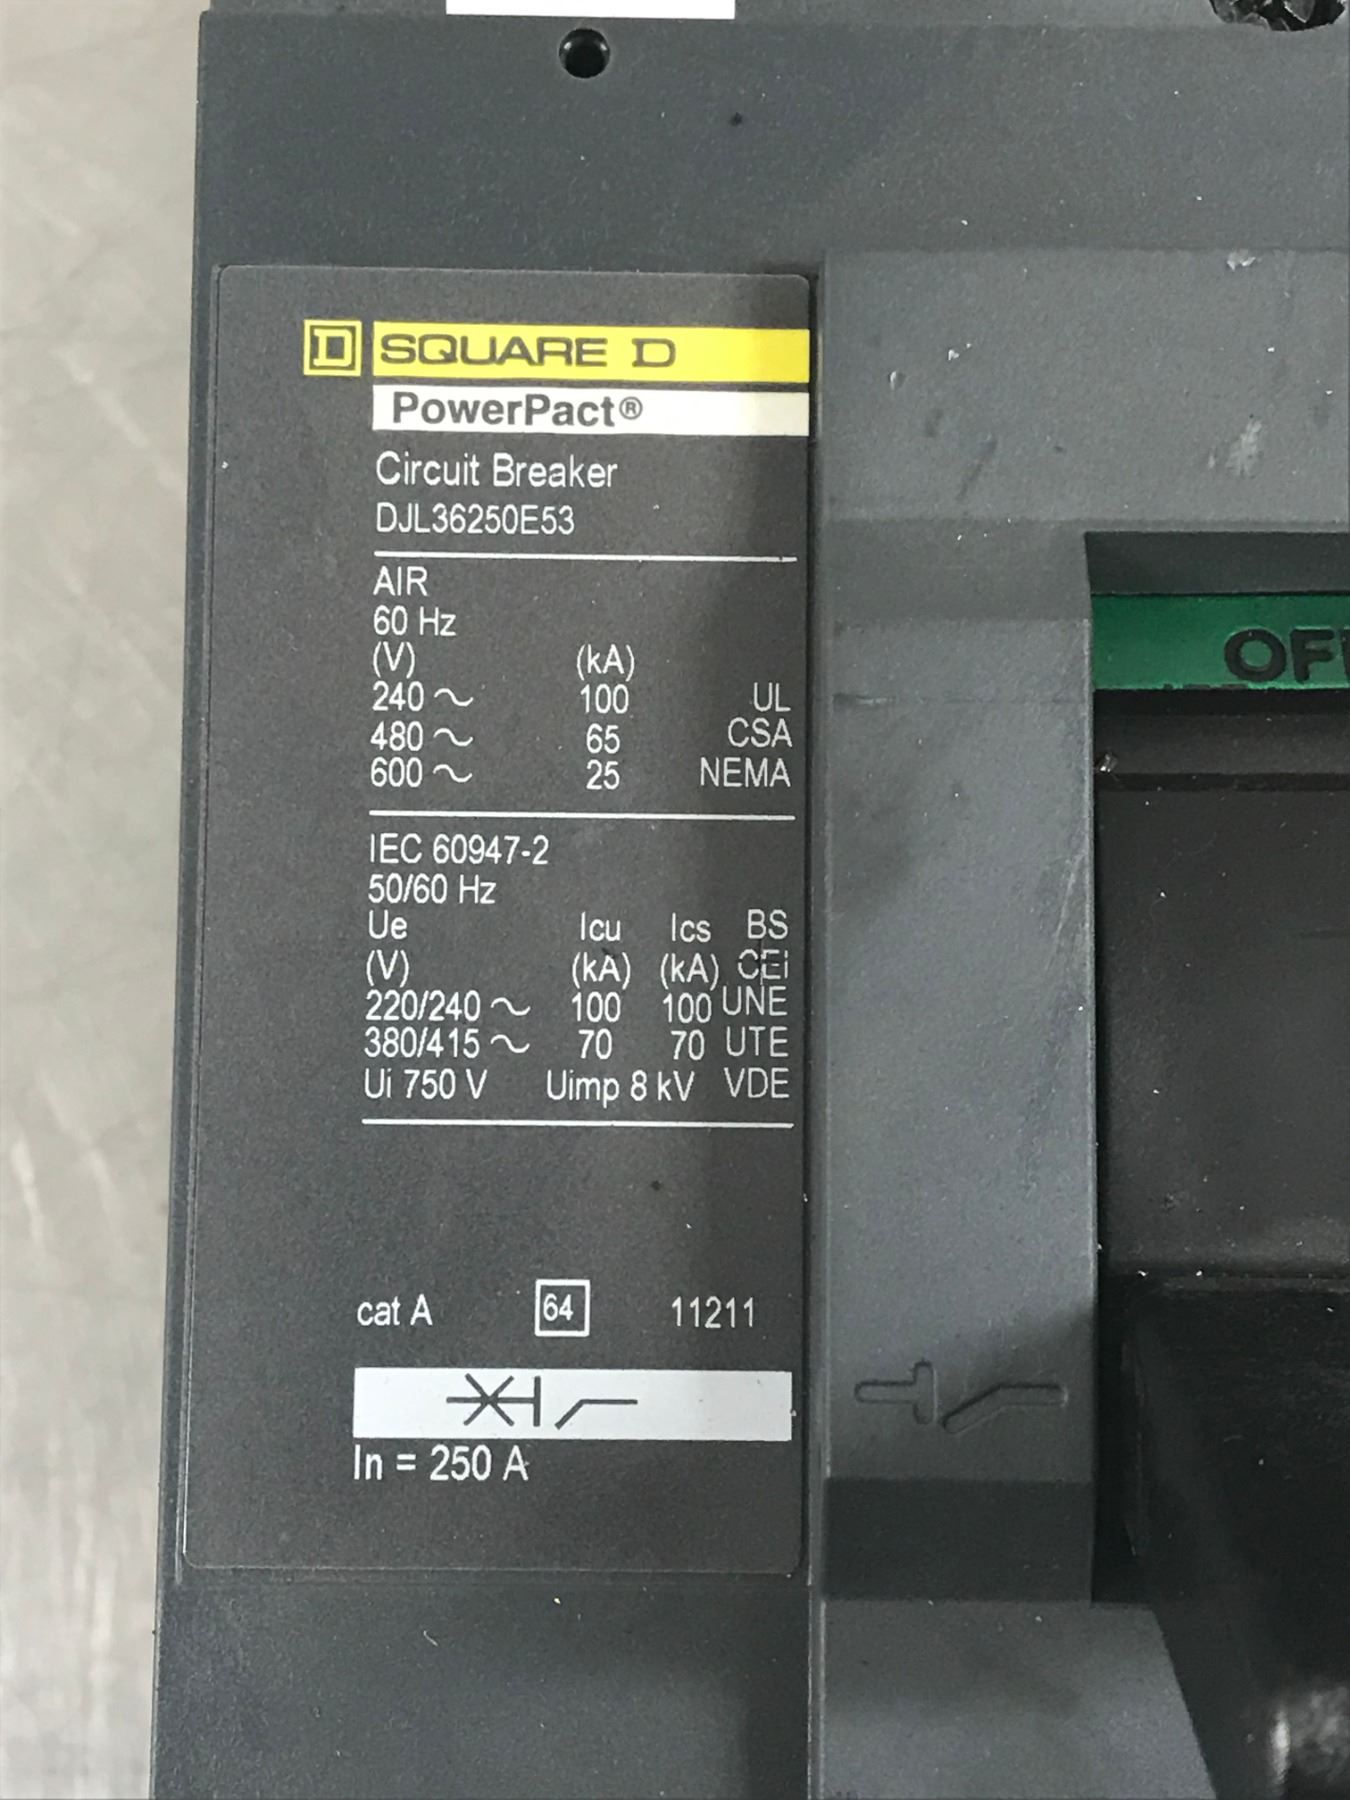 D SQUARE D
PowerPact®
Circuit Breaker
DJL36250E53
AIR
60 Hz
(V) (kA)
240 ~ 100 UL
480 ~ 65 CSA
600 ~ 25 NEMA
IEC 60947-2
50/60 Hz
Ue Icu Ics BS
(V) (kA) (kA) CEi
220/240 ~ 100 100 UNE
380/415 ~ 70 70 UTE
Ui 750 V Uimp 8 kV VDE
cat A 64 11211
In = 250 A